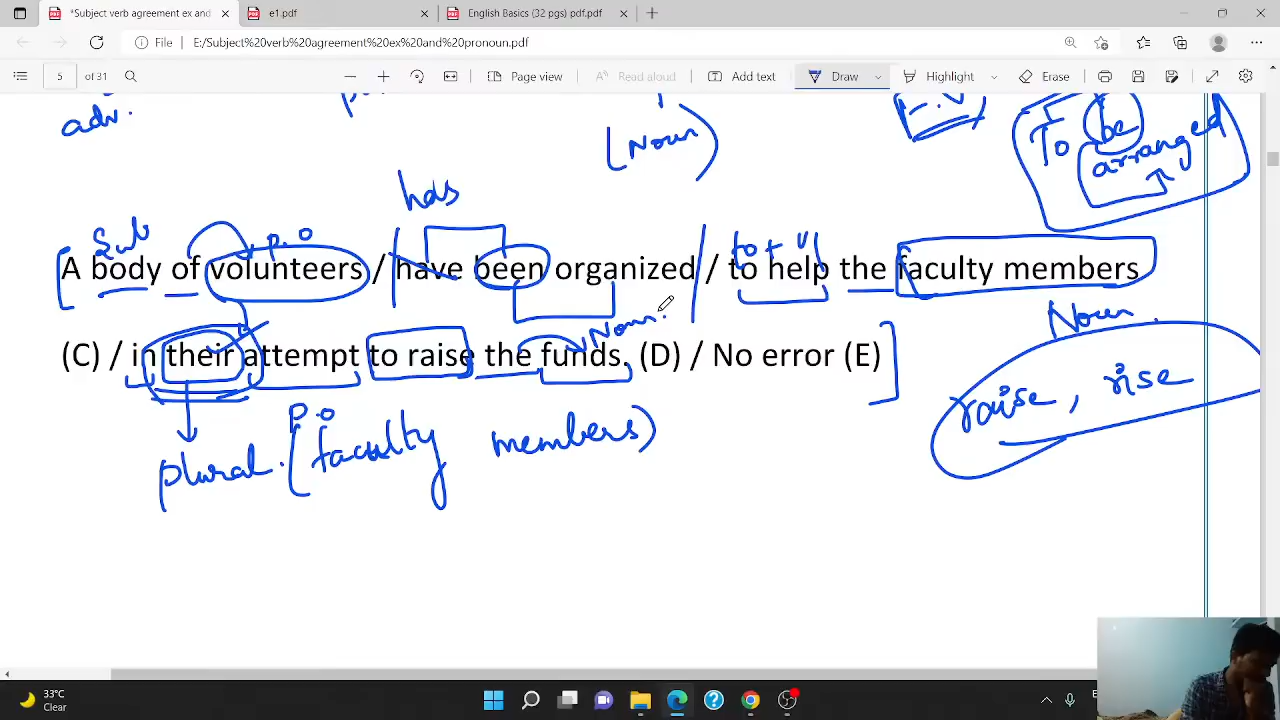 *Subject verb agreement ex and
e1.pdf
English Basics (32 pgs) pdf.pdf
File
E:/Subject%20verb%20agreement%20ex%20and%20pronoun.pdf
5 of 31
Page view
Read aloud
Add text
Draw
Highlight
Erase
adv.
(Noun)
To be
arranged
has
Sub
p.o
to + V1
A body of volunteers / have been organized / to help the faculty members
Noun.
Noun.
(C) / in their attempt to raise the funds. (D) / No error (E)
raise, rise
p.o
plural. (faculty members)
33°C
Clear
E